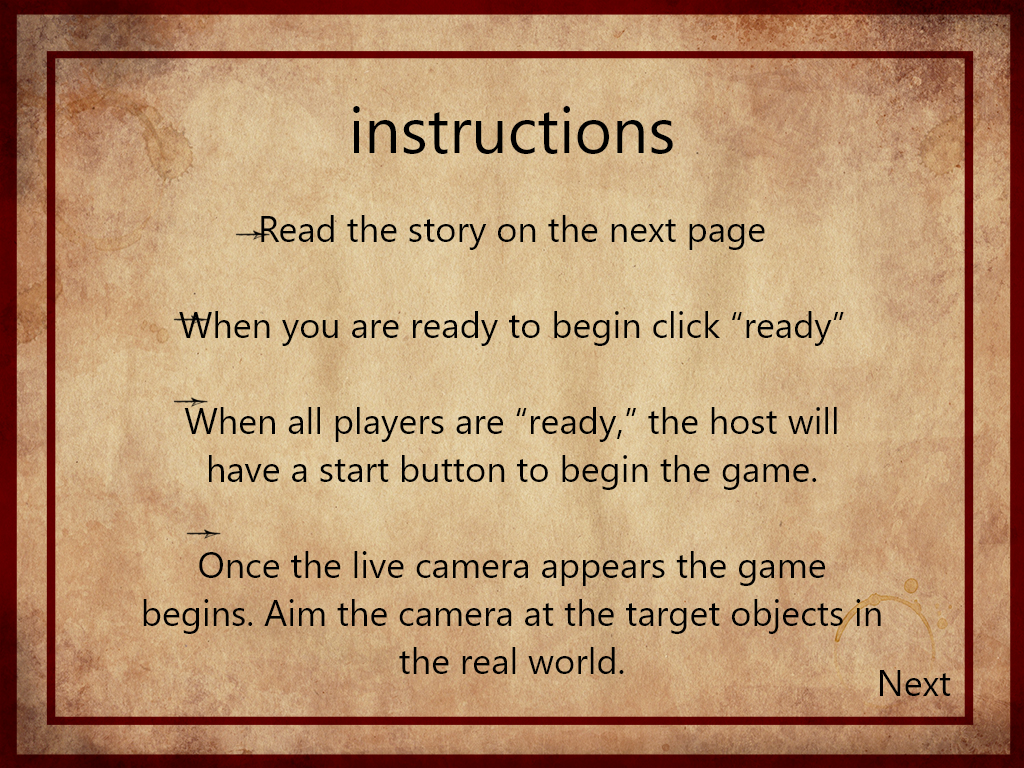 instructions
Read the story on the next page
When you are ready to begin click “ready”
When all players are “ready,” the host will
have a start button to begin the game.
Once the live camera appears the game
begins. Aim the camera at the target objects in
the real world.
Next